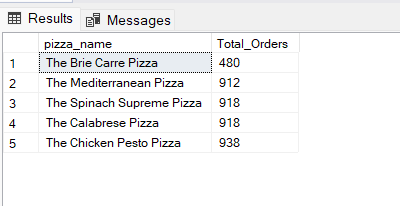 Results Messages
pizza_name Total_Orders
1 The Brie Carre Pizza 480
2 The Mediterranean Pizza 912
3 The Spinach Supreme Pizza 918
4 The Calabrese Pizza 918
5 The Chicken Pesto Pizza 938